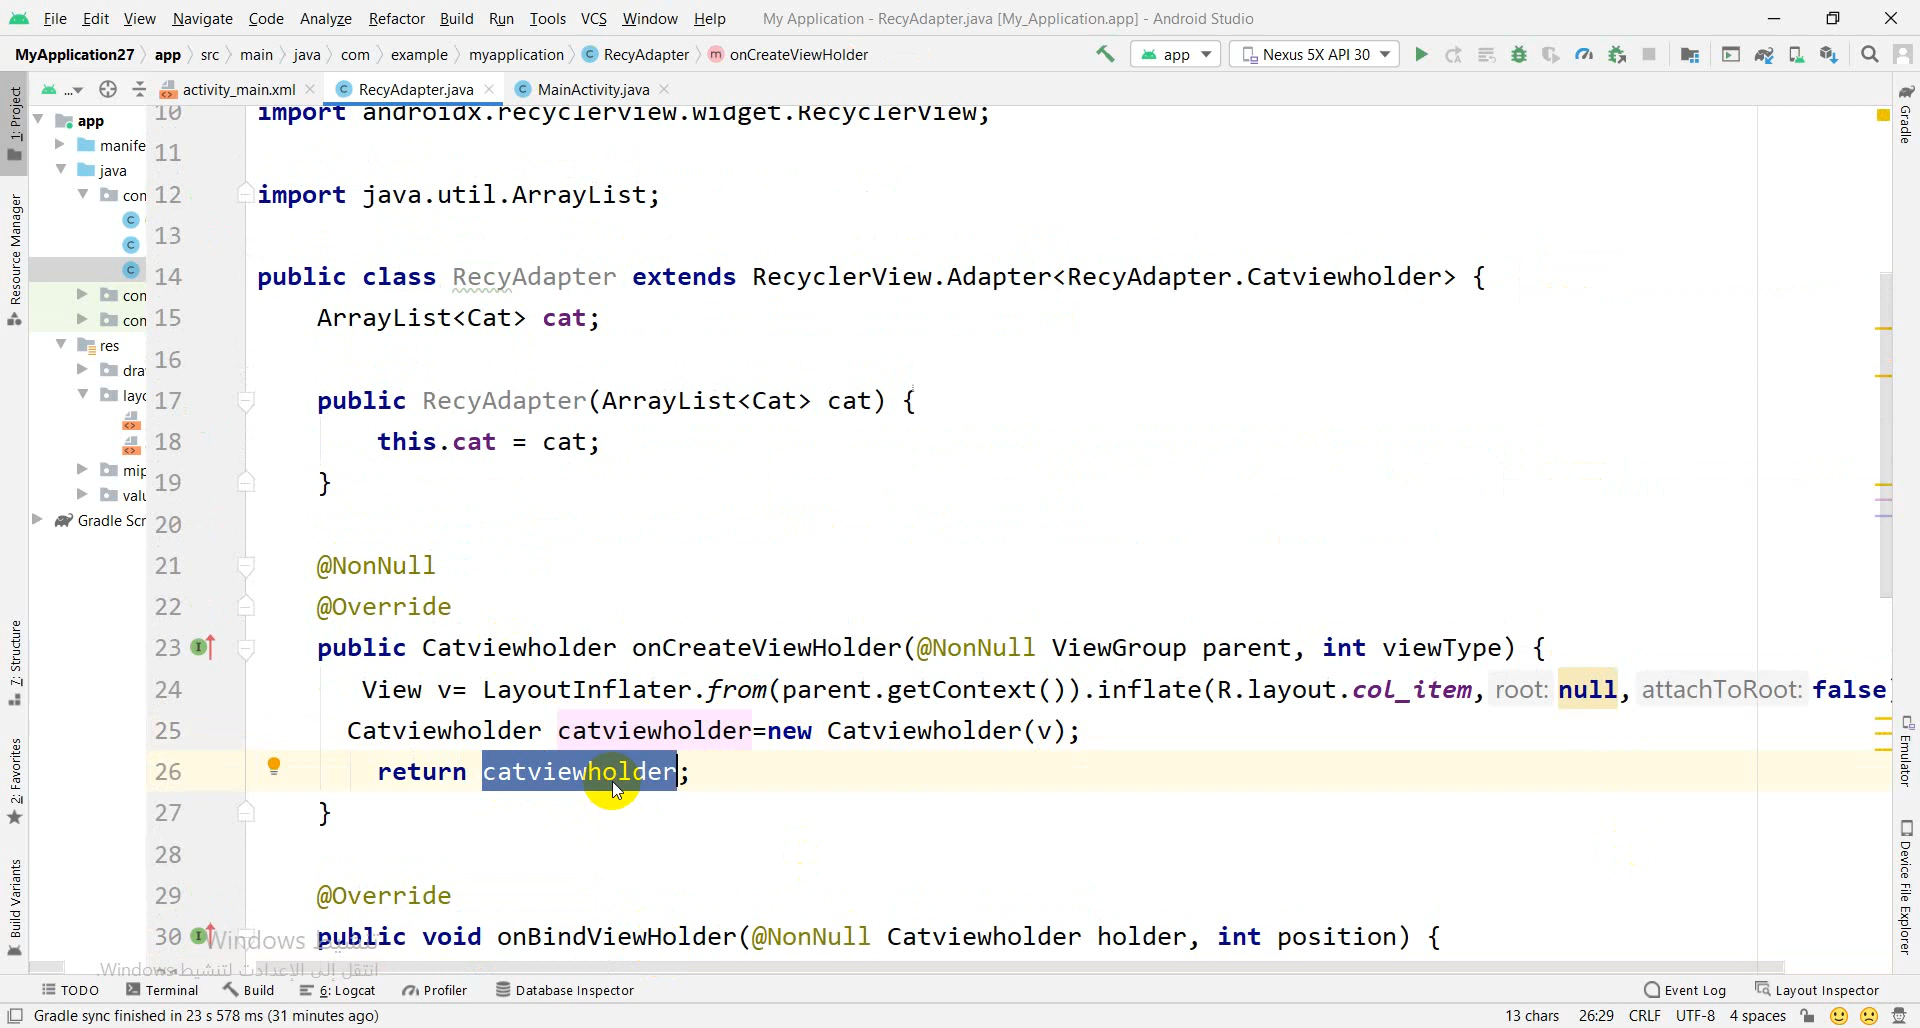 File Edit View Navigate Code Analyze Refactor Build Run Tools VCS Window Help My Application - RecyAdapter.java [My_Application.app] - Android Studio
MyApplication27 app src main java com example myapplication RecyAdapter onCreateViewHolder app Nexus 5X API 30
... activity_main.xml RecyAdapter.java MainActivity.java
1: Project
Resource Manager
7: Structure
2: Favorites
Build Variants
app
manife
java
con
con
con
res
dra
layo
mip
valu
Gradle Scr
10 import androidx.recyclerview.widget.RecyclerView;
11
12 import java.util.ArrayList;
13
14 public class RecyAdapter extends RecyclerView.Adapter<RecyAdapter.Catviewholder> {
15 ArrayList<Cat> cat;
16
17 public RecyAdapter(ArrayList<Cat> cat) {
18 this.cat = cat;
19 }
20
21 @NonNull
22 @Override
23 public Catviewholder onCreateViewHolder(@NonNull ViewGroup parent, int viewType) {
24 View v= LayoutInflater.from(parent.getContext()).inflate(R.layout.col_item, root: null, attachToRoot: false
25 Catviewholder catviewholder=new Catviewholder(v);
26 return catviewholder;
27 }
28
29 @Override
30 public void onBindViewHolder(@NonNull Catviewholder holder, int position) {
تنشيط Windows
انتقل إلى الإعدادات لتنشيط Windows.
Gradle
Emulator
Device File Explorer
TODO Terminal Build 6: Logcat Profiler Database Inspector Event Log Layout Inspector
Gradle sync finished in 23 s 578 ms (31 minutes ago) 13 chars 26:29 CRLF UTF-8 4 spaces